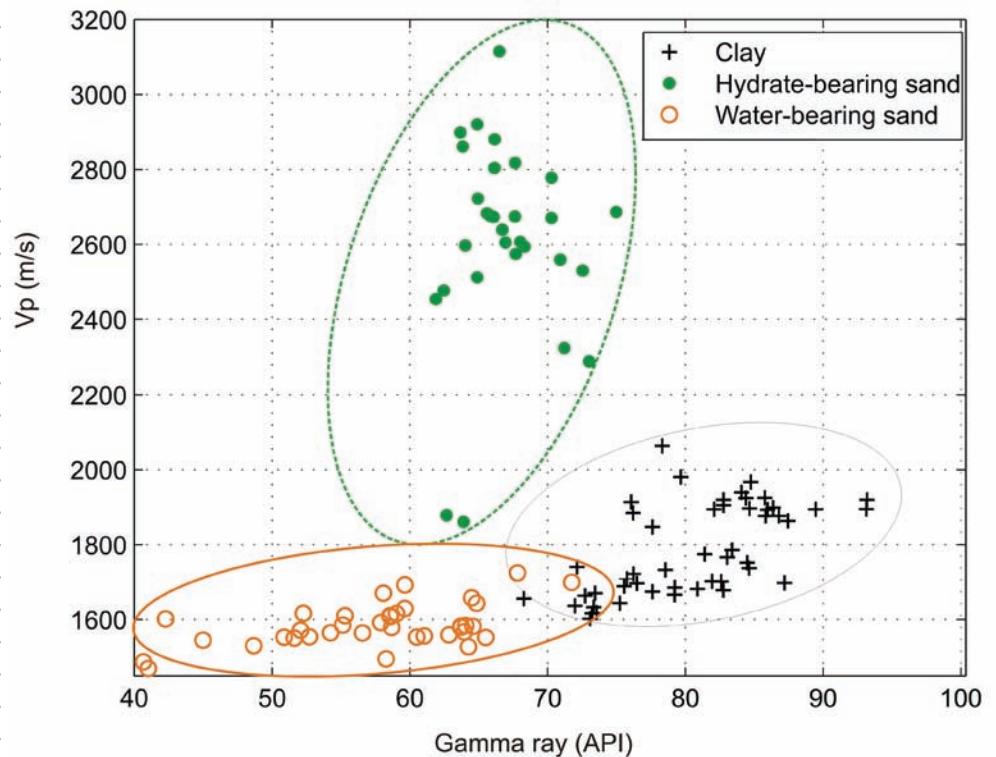 3200
3000
2800
2600
2400
2200
2000
1800
1600
Vp (m/s)
Clay
Hydrate-bearing sand
Water-bearing sand
40 50 60 70 80 90 100
Gamma ray (API)